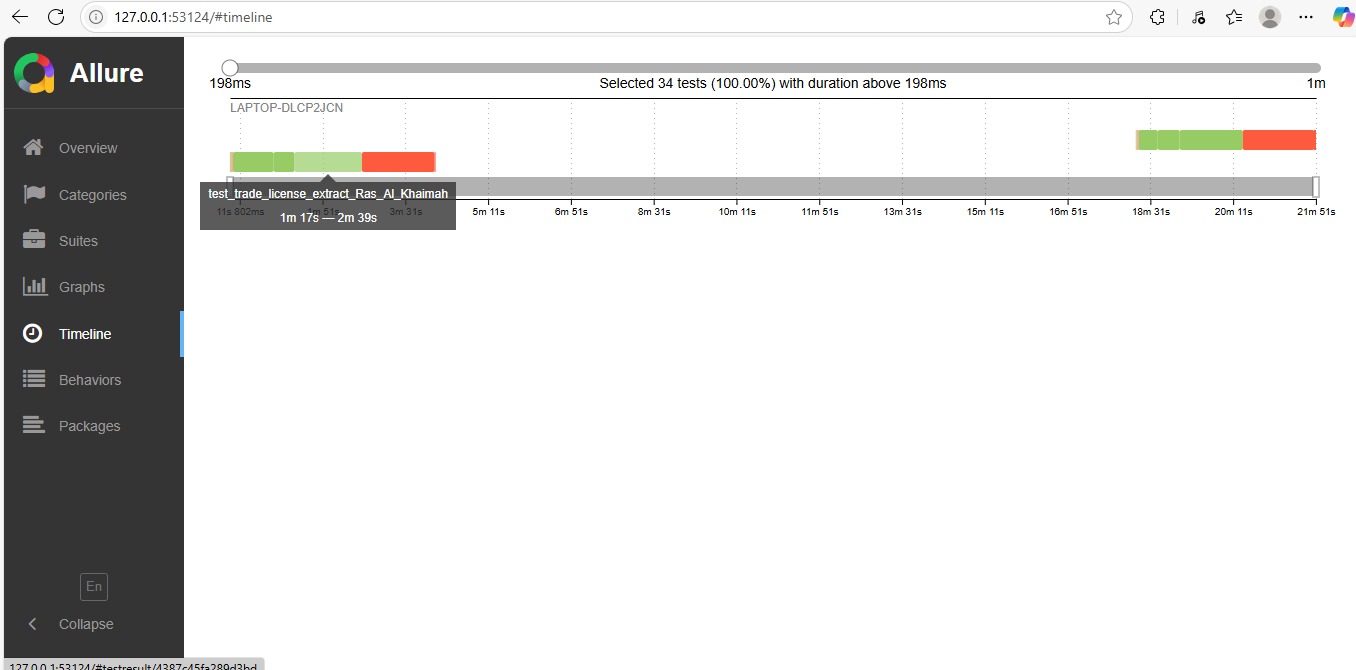 127.0.0.1:53124/#timeline
Allure
Overview
Categories
Suites
Graphs
Timeline
Behaviors
Packages
En
Collapse
198ms
Selected 34 tests (100.00%) with duration above 198ms
1m
LAPTOP-DLCP2JCN
test_trade_license_extract_Ras_Al_Khaimah
1m 17s — 2m 39s
11s 802ms 1m 51s 3m 31s 5m 11s 6m 51s 8m 31s 10m 11s 11m 51s 13m 31s 15m 11s 16m 51s 18m 31s 20m 11s 21m 51s
127.0.0.1:53124/#testresult/4387c45fa289d3bd